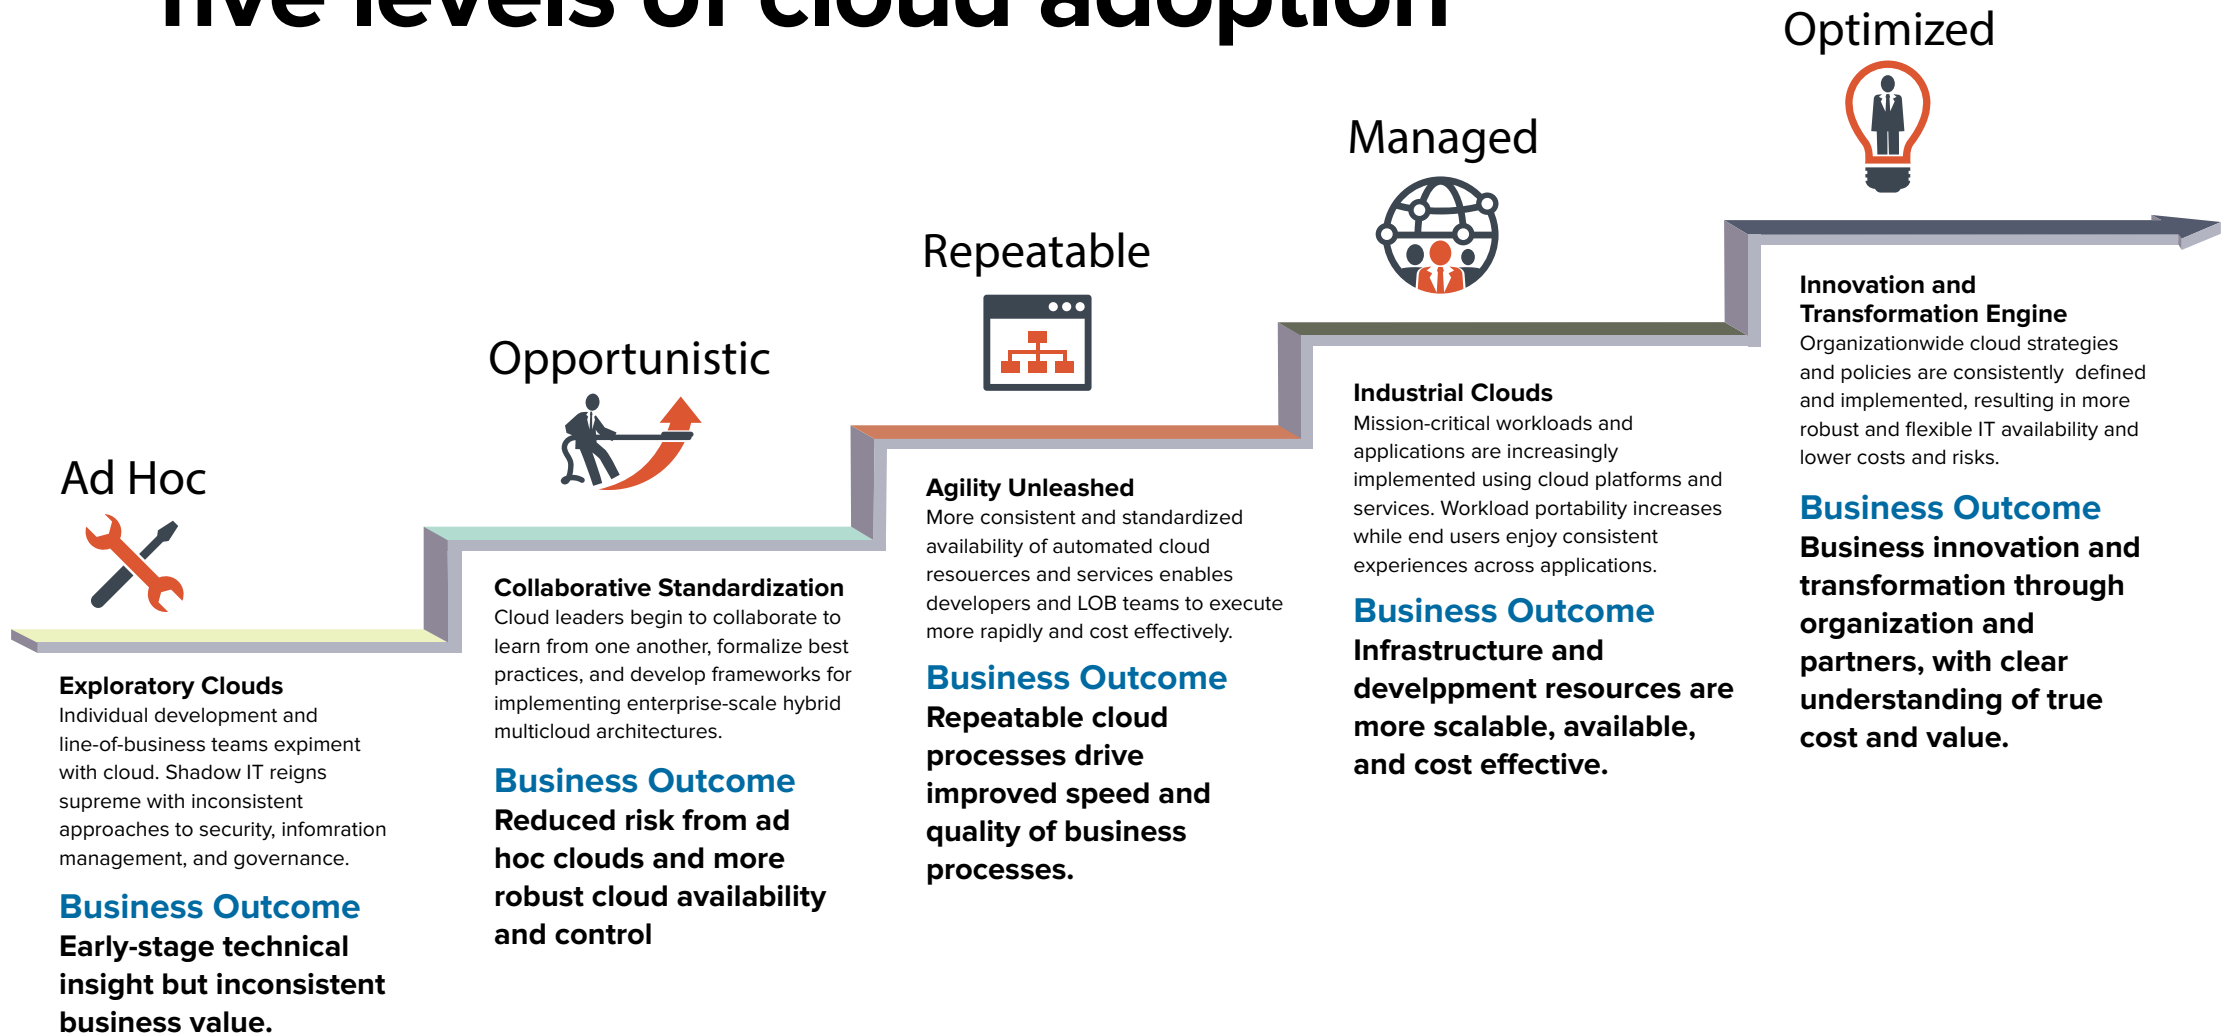 five levels of cloud adoption
Ad Hoc
Exploratory Clouds
Individual development and
line-of-business teams expiment
with cloud. Shadow IT reigns
supreme with inconsistent
approaches to security, infomration
management, and governance.
Business Outcome
Early-stage technical
insight but inconsistent
business value.
Opportunistic
Collaborative Standardization
Cloud leaders begin to collaborate to
learn from one another, formalize best
practices, and develop frameworks for
implementing enterprise-scale hybrid
multicloud architectures.
Business Outcome
Reduced risk from ad
hoc clouds and more
robust cloud availability
and control
Repeatable
Agility Unleashed
More consistent and standardized
availability of automated cloud
resouerces and services enables
developers and LOB teams to execute
more rapidly and cost effectively.
Business Outcome
Repeatable cloud
processes drive
improved speed and
quality of business
processes.
Managed
Industrial Clouds
Mission-critical workloads and
applications are increasingly
implemented using cloud platforms and
services. Workload portability increases
while end users enjoy consistent
experiences across applications.
Business Outcome
Infrastructure and
develppment resources are
more scalable, available,
and cost effective.
Optimized
Innovation and
Transformation Engine
Organizationwide cloud strategies
and policies are consistently defined
and implemented, resulting in more
robust and flexible IT availability and
lower costs and risks.
Business Outcome
Business innovation and
transformation through
organization and
partners, with clear
understanding of true
cost and value.